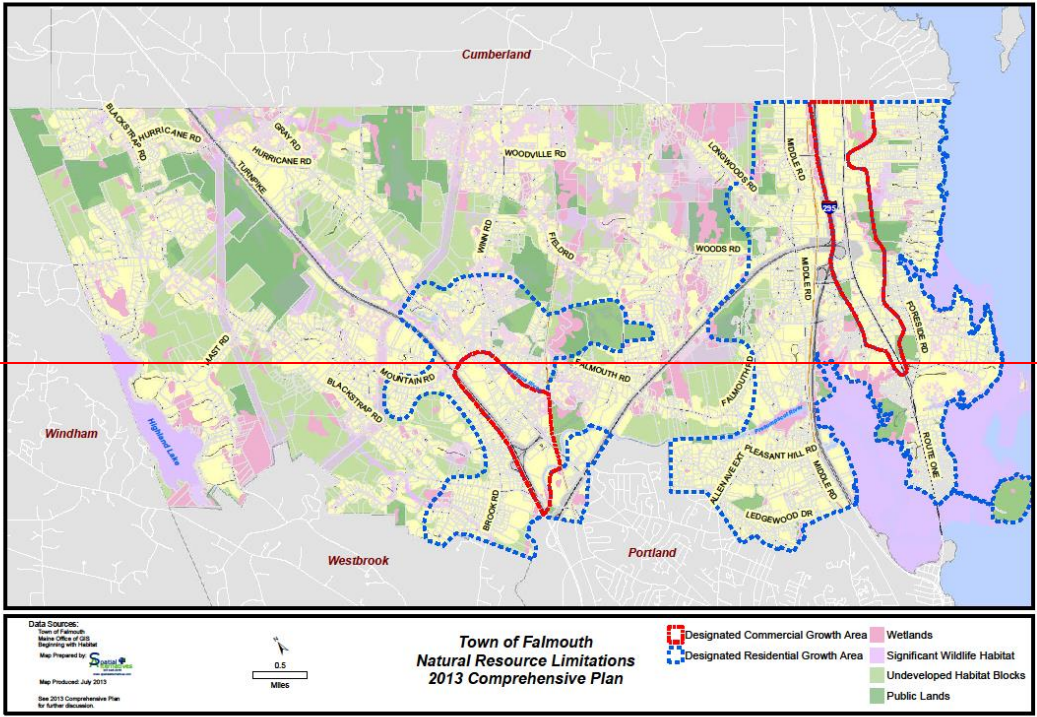 Cumberland
BLACKSTRAP RD
HURRICANE RD
GRAY RD
HURRICANE RD
TURNPIKE
WOODVILLE RD
LONGWOODS RD
MIDDLE RD
295
WINN RD
FIELD RD
WOODS RD
MIDDLE RD
FORESIDE RD
MAST RD
MOUNTAIN RD
BLACKSTRAP RD
FALMOUTH RD
FALMOUTH RD
Windham
Highland Lake
PLEASANT HILL RD
ALLEN AVE EXT
MIDDLE RD
ROUTE ONE
BROOK RD
LEDGEWOOD DR
Westbrook
Portland
Data Sources:
Town of Falmouth
Maine Office of GIS
Beginning with Habitat
Map Prepared by:
Spatial Alternatives
Map Produced: July 2013
See 2013 Comprehensive Plan
for further discussion.
N
0.5
Miles
Town of Falmouth
Natural Resource Limitations
2013 Comprehensive Plan
Designated Commercial Growth Area
Designated Residential Growth Area
Wetlands
Significant Wildlife Habitat
Undeveloped Habitat Blocks
Public Lands